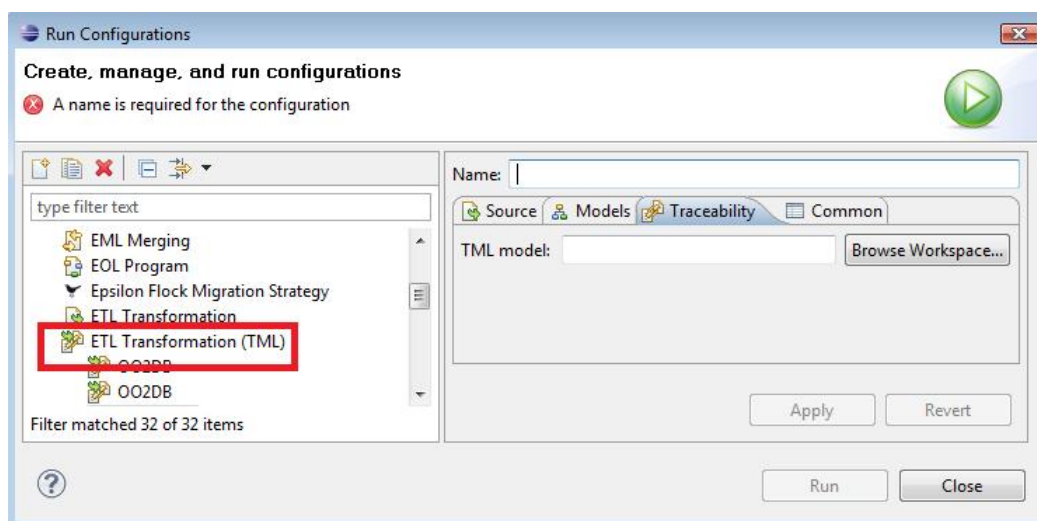 Run Configurations
Create, manage, and run configurations
A name is required for the configuration
type filter text
EML Merging
EOL Program
Epsilon Flock Migration Strategy
ETL Transformation
ETL Transformation (TML)
OO2DB
OO2DB
Filter matched 32 of 32 items
Name:
Source Models Traceability Common
TML model: Browse Workspace...
Apply Revert
? Run Close